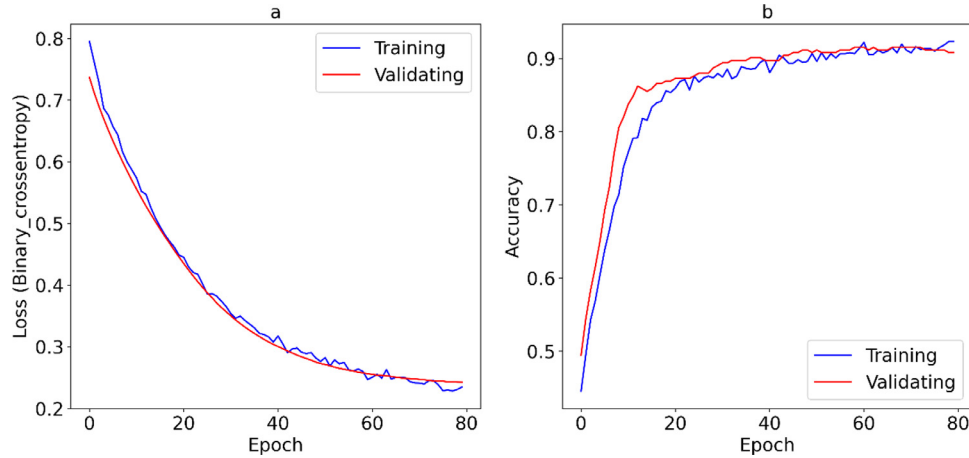 a
0.8
0.7
0.6
0.5
0.4
0.3
0.2
Loss (Binary_crossentropy)
0 20 40 60 80
Epoch
Training
Validating
b
0.9
0.8
0.7
0.6
0.5
Accuracy
0 20 40 60 80
Epoch
Training
Validating